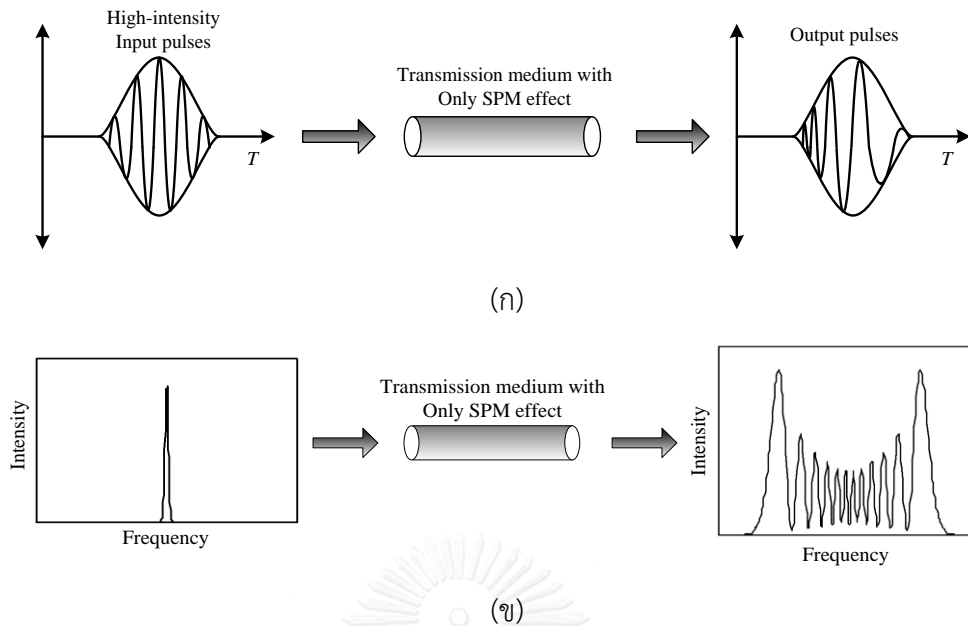 High-intensity
Input pulses
T
Transmission medium with
Only SPM effect
Output pulses
T
(ก)
Intensity
Frequency
Transmission medium with
Only SPM effect
Intensity
Frequency
(ข)